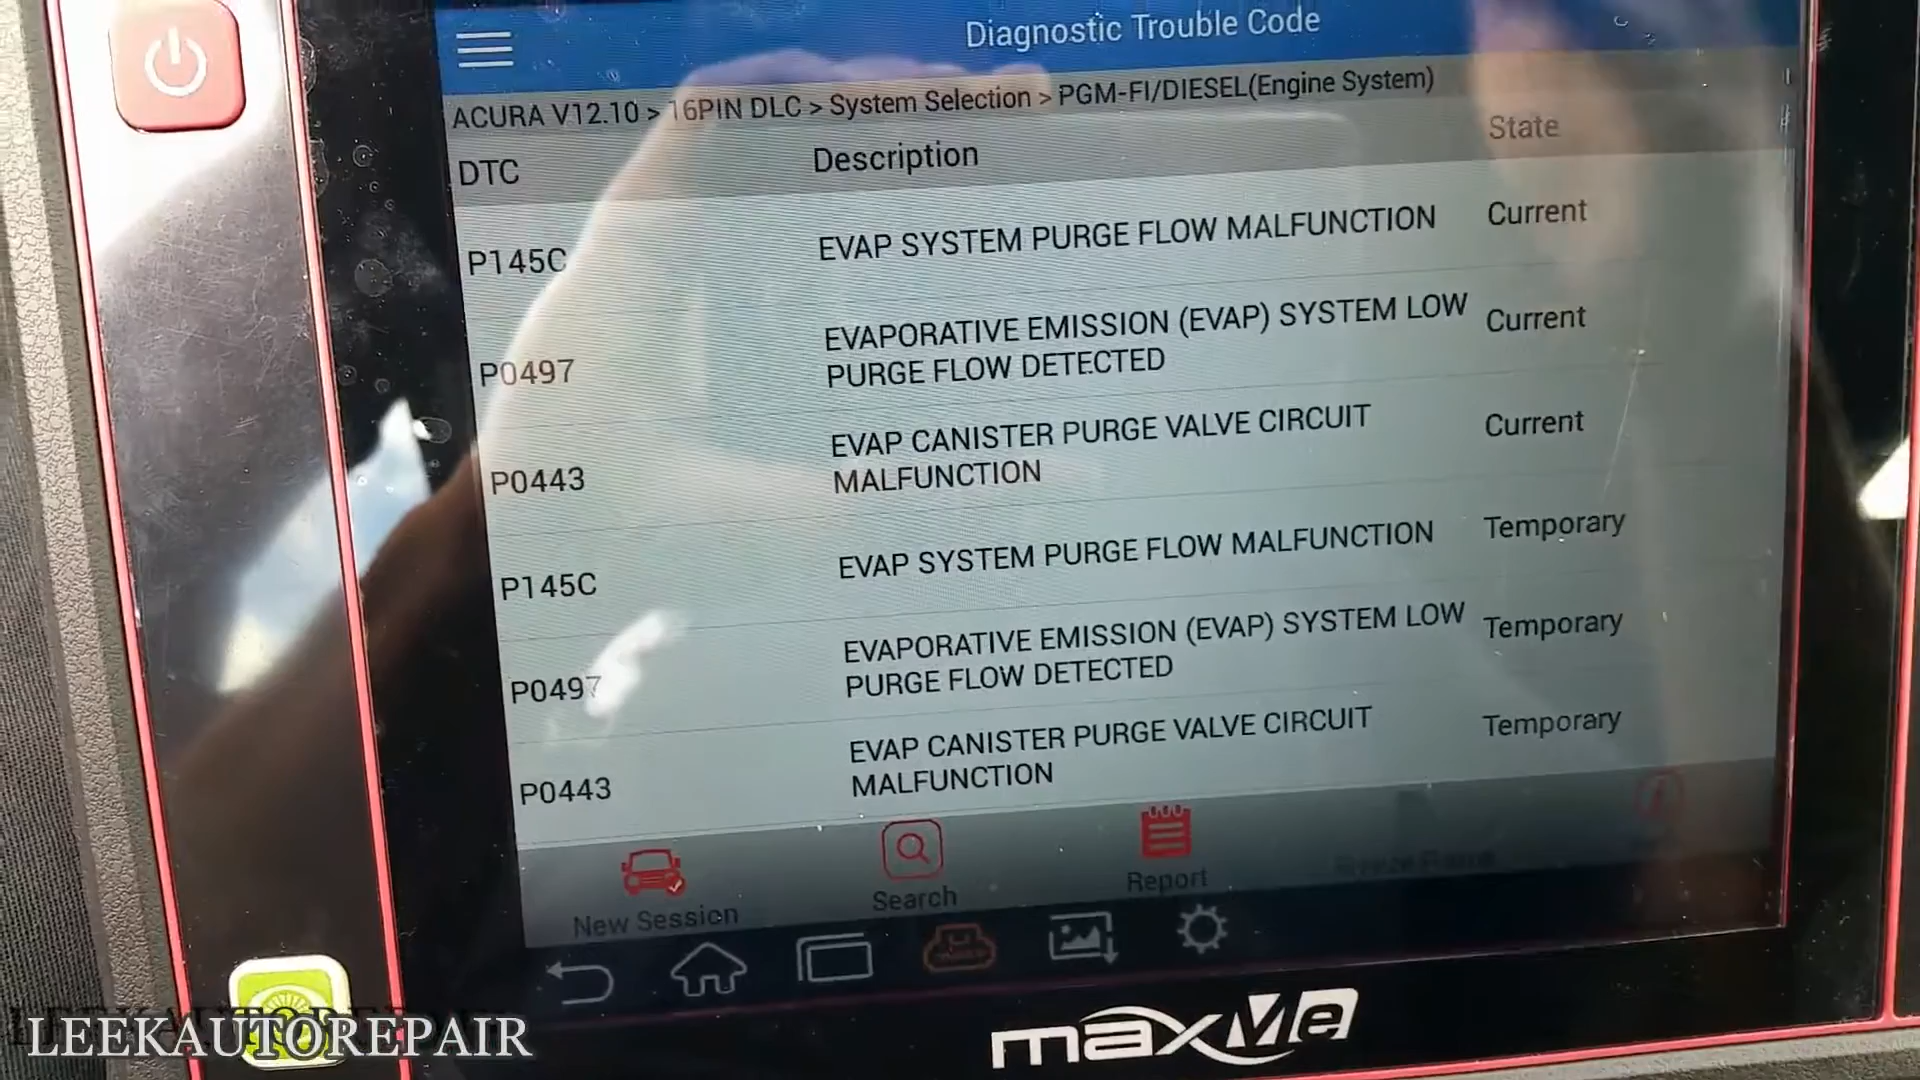 Diagnostic Trouble Code
ACURA V12.10 > 16PIN DLC > System Selection > PGM-FI/DIESEL(Engine System)
DTC Description State
P145C EVAP SYSTEM PURGE FLOW MALFUNCTION Current
P0497 EVAPORATIVE EMISSION (EVAP) SYSTEM LOW
PURGE FLOW DETECTED Current
P0443 EVAP CANISTER PURGE VALVE CIRCUIT
MALFUNCTION Current
P145C EVAP SYSTEM PURGE FLOW MALFUNCTION Temporary
P0497 EVAPORATIVE EMISSION (EVAP) SYSTEM LOW
PURGE FLOW DETECTED Temporary
P0443 EVAP CANISTER PURGE VALVE CIRCUIT
MALFUNCTION Temporary
New Session Search Report Freeze Frame
maxme
LEEKAUTOREPAIR